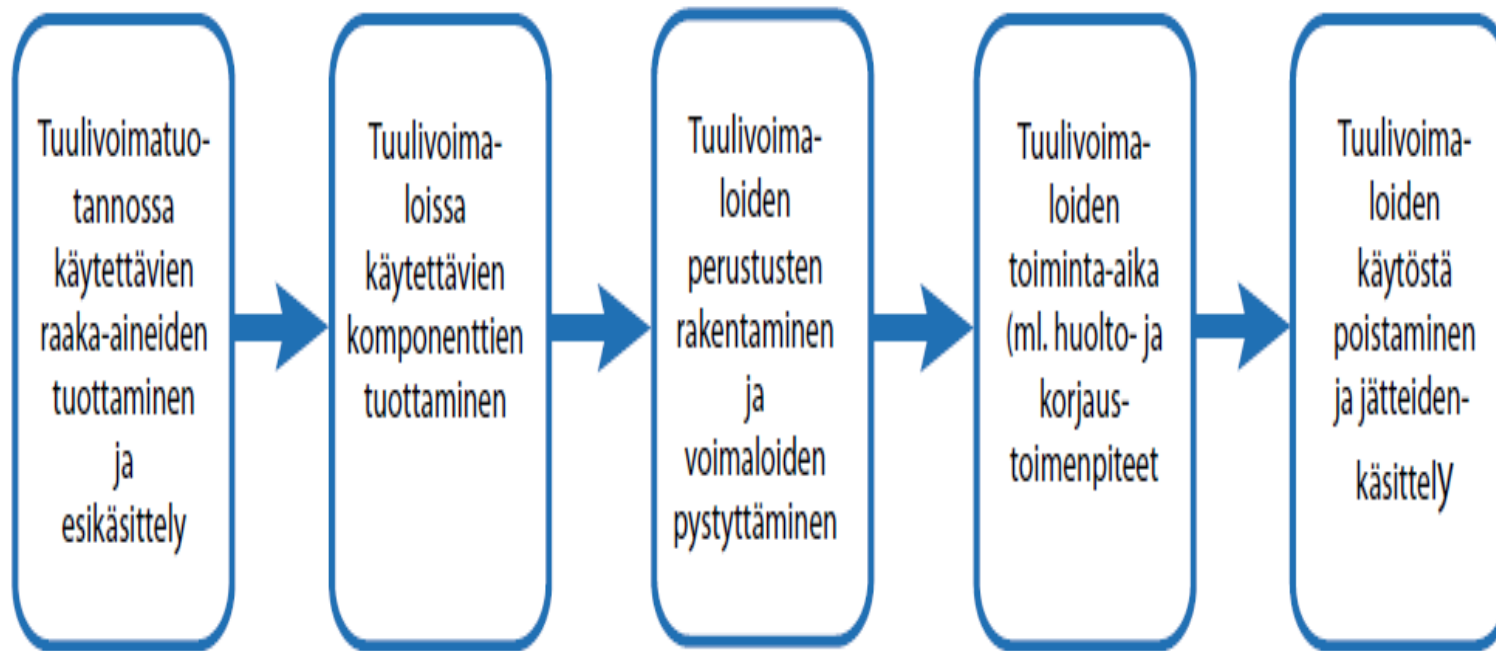 Tuulivoimatuo-
tannossa
käytettävien
raaka-aineiden
tuottaminen
ja
esikäsittely
Tuulivoima-
loissa
käytettävien
komponenttien
tuottaminen
Tuulivoima-
loiden
perustusten
rakentaminen
ja
voimaloiden
pystyttäminen
Tuulivoima-
loiden
toiminta-aika
(ml. huolto- ja
korjaus-
toimenpiteet
Tuulivoima-
loiden
käytöstä
poistaminen
ja jätteiden-
käsittely